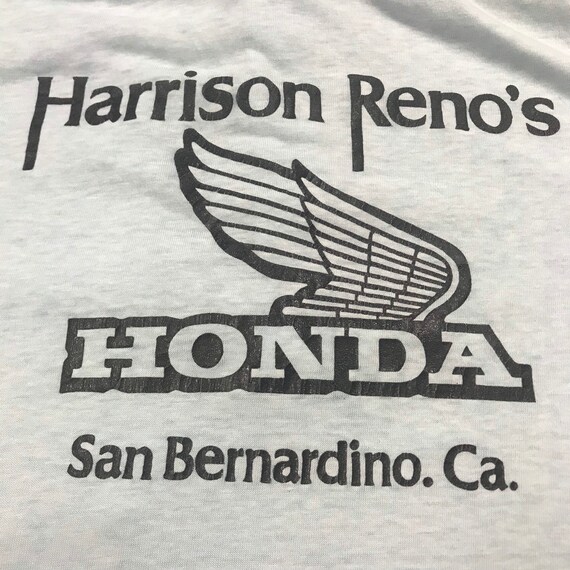 Harrison Reno's
HONDA
San Bernardino. Ca.